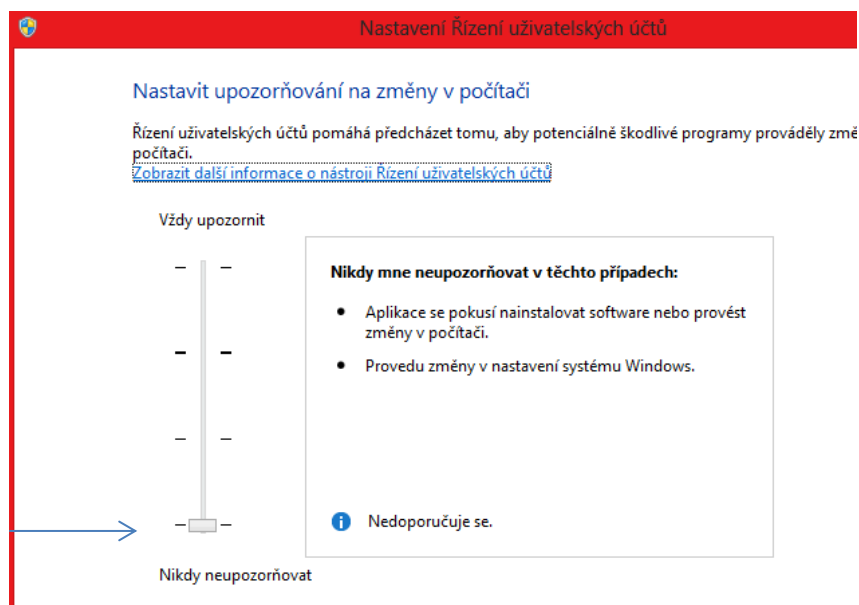 Nastavení Řízení uživatelských účtů
Nastavit upozorňování na změny v počítači
Řízení uživatelských účtů pomáhá předcházet tomu, aby potenciálně škodlivé programy prováděly změ
počítači.
Zobrazit další informace o nástroji Řízení uživatelských účtů
Vždy upozornit
Nikdy mne neupozorňovat v těchto případech:
Aplikace se pokusí nainstalovat software nebo provést
změny v počítači.
Provedu změny v nastavení systému Windows.
Nedoporučuje se.
Nikdy neupozorňovat